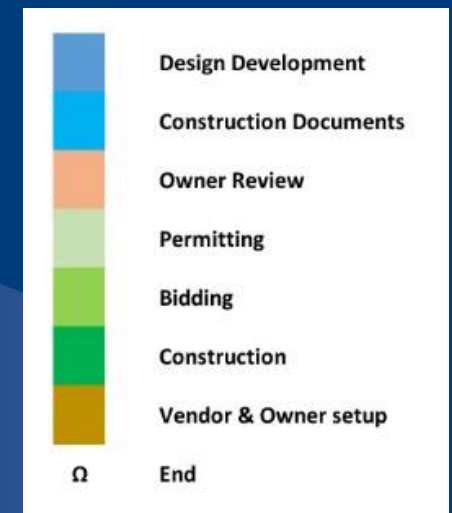 Design Development
Construction Documents
Owner Review
Permitting
Bidding
Construction
Vendor & Owner setup
Ω End